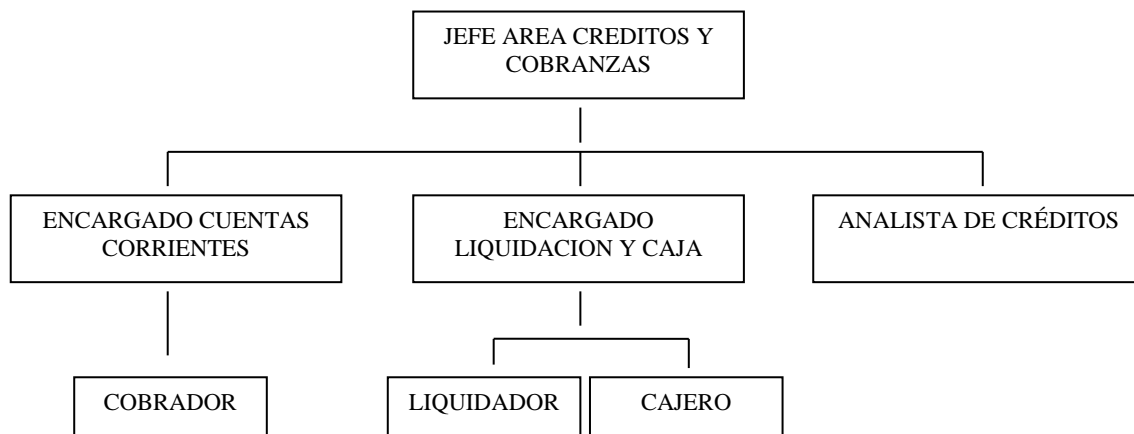 JEFE AREA CREDITOS Y
COBRANZAS
ENCARGADO CUENTAS
CORRIENTES
ENCARGADO
LIQUIDACION Y CAJA
ANALISTA DE CRÉDITOS
COBRADOR
LIQUIDADOR
CAJERO